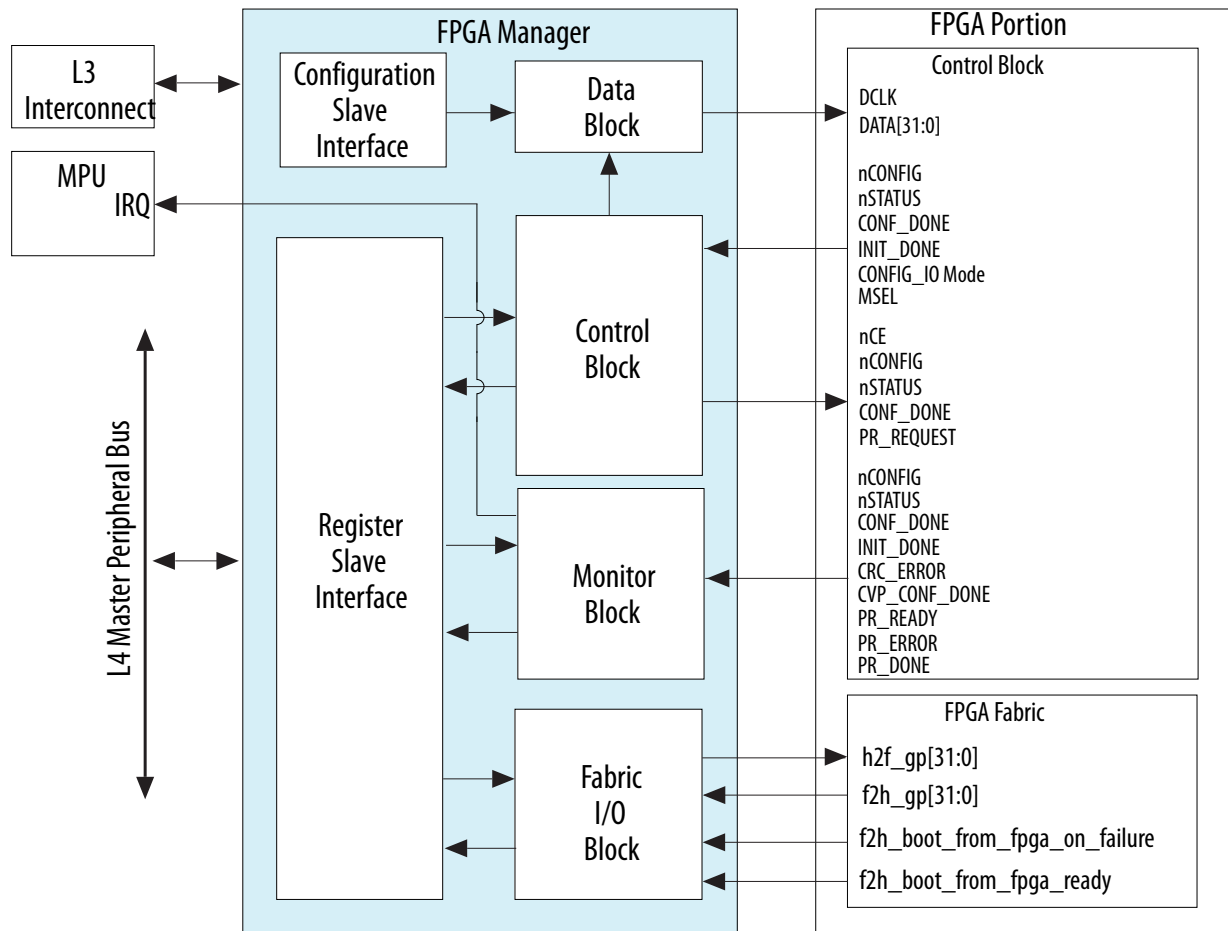 L3
Interconnect
MPU
IRQ
L4 Master Peripheral Bus
FPGA Manager
Configuration
Slave
Interface
Data
Block
Register
Slave
Interface
Control
Block
Monitor
Block
Fabric
I/O
Block
FPGA Portion
Control Block
DCLK
DATA[31:0]
nCONFIG
nSTATUS
CONF_DONE
INIT_DONE
CONFIG_IO Mode
MSEL
nCE
nCONFIG
nSTATUS
CONF_DONE
PR_REQUEST
nCONFIG
nSTATUS
CONF_DONE
INIT_DONE
CRC_ERROR
CVP_CONF_DONE
PR_READY
PR_ERROR
PR_DONE
FPGA Fabric
h2f_gp[31:0]
f2h_gp[31:0]
f2h_boot_from_fpga_on_failure
f2h_boot_from_fpga_ready